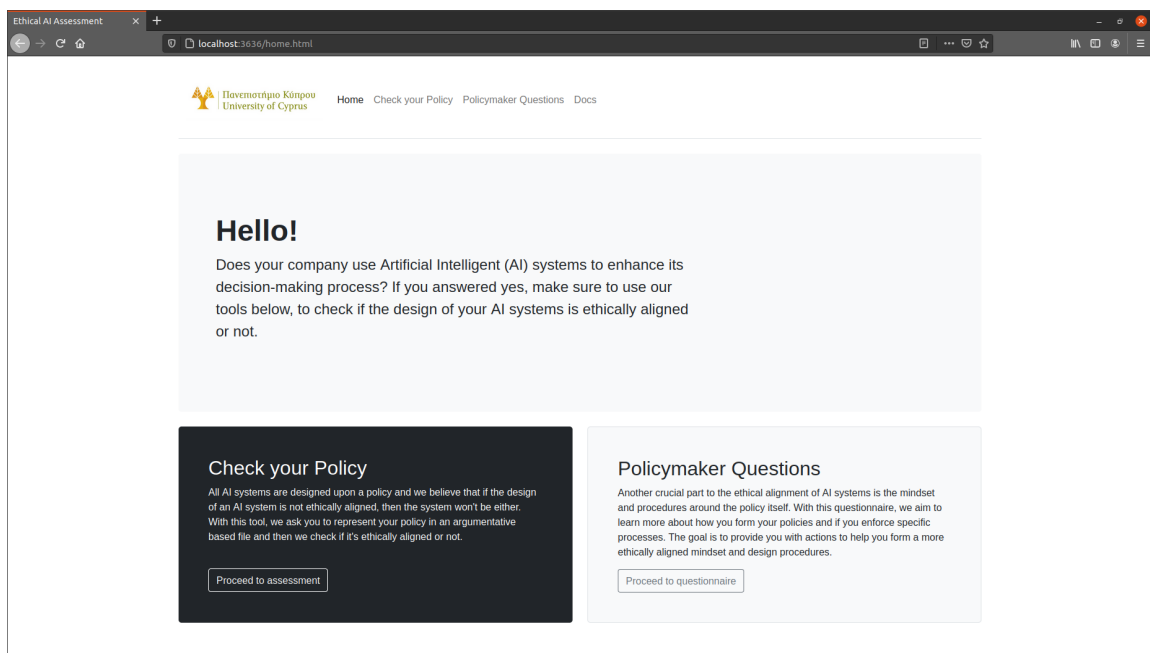 Ethical AI Assessment
localhost:3636/home.html
Πανεπιστήμιο Κύπρου
University of Cyprus
Home Check your Policy Policymaker Questions Docs
Hello!
Does your company use Artificial Intelligent (AI) systems to enhance its
decision-making process? If you answered yes, make sure to use our
tools below, to check if the design of your AI systems is ethically aligned
or not.
Check your Policy
All AI systems are designed upon a policy and we believe that if the design
of an AI system is not ethically aligned, then the system won't be either.
With this tool, we ask you to represent your policy in an argumentative
based file and then we check if it's ethically aligned or not.
Proceed to assessment
Policymaker Questions
Another crucial part to the ethical alignment of AI systems is the mindset
and procedures around the policy itself. With this questionnaire, we aim to
learn more about how you form your policies and if you enforce specific
processes. The goal is to provide you with actions to help you form a more
ethically aligned mindset and design procedures.
Proceed to questionnaire